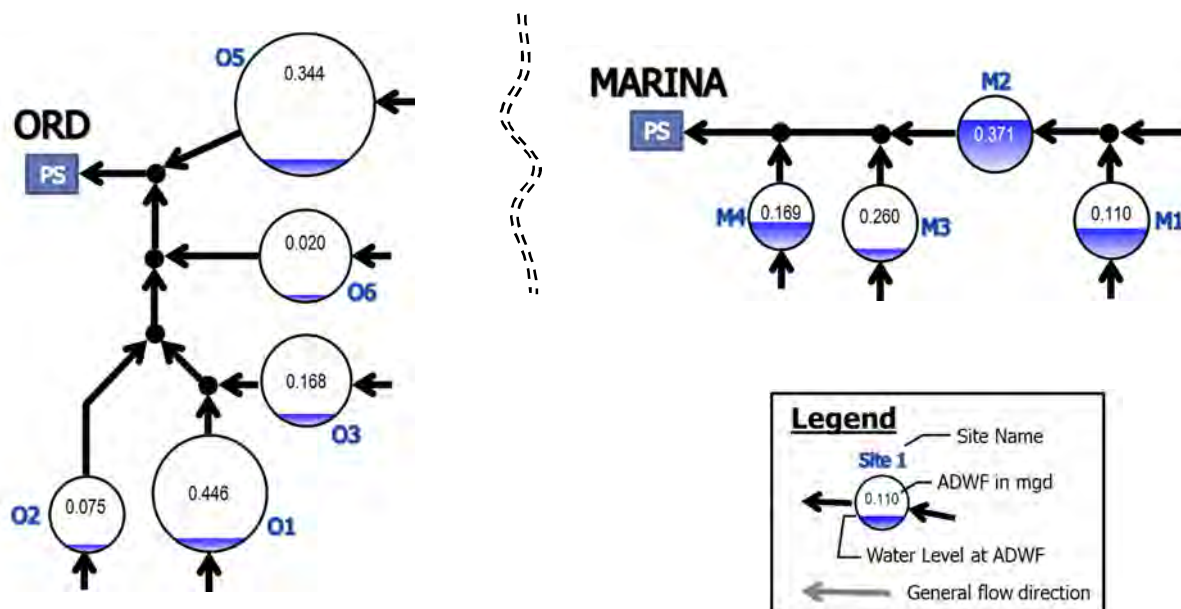 O5
0.344
ORD
PS
0.020
O6
0.168
O3
O2
0.075
0.446
O1
MARINA
PS
M2
0.371
M4
0.169
0.260
M3
0.110
M1
Legend
Site Name
Site 1
0.110
ADWF in mgd
Water Level at ADWF
General flow direction